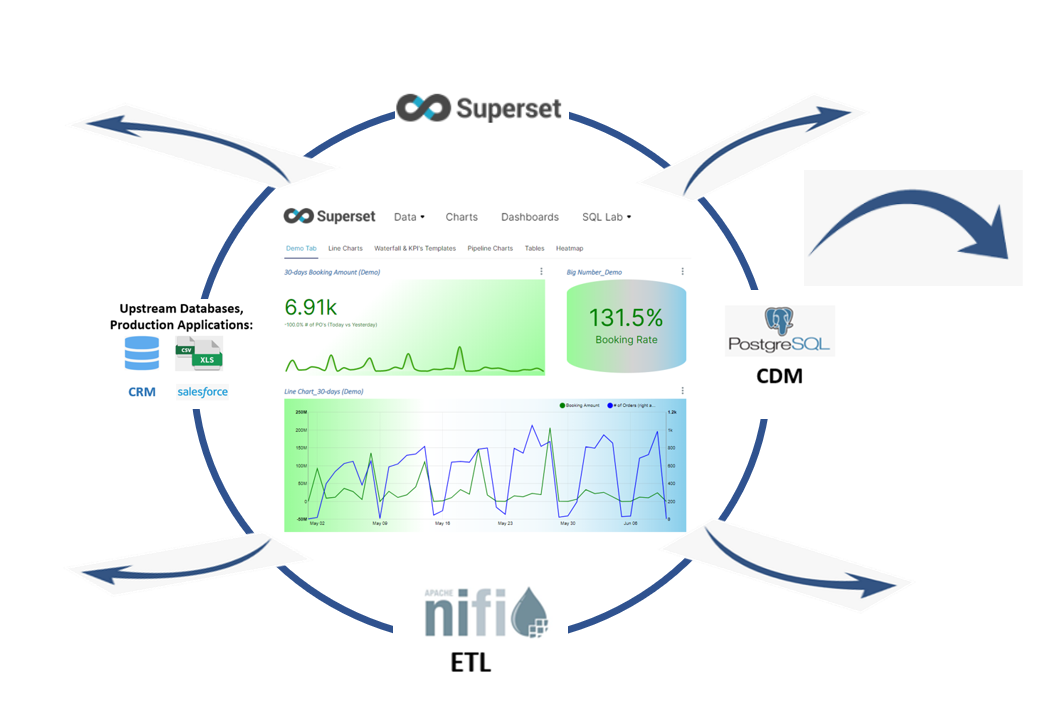 Superset
Superset Data Charts Dashboards SQL Lab
Demo Tab Line Charts Waterfall & KPI's Templates Pipeline Charts Tables Heatmap
30-days Booking Amount (Demo)
Big Number_Demo
6.91k
-100.0% # of PO's (Today vs Yesterday)
131.5%
Booking Rate
Upstream Databases,
Production Applications:
CSV
XLS
CRM
salesforce
PostgreSQL
CDM
Line Chart_30-days (Demo)
Booking Amount # of Orders (right a...
250M 1.2k
200M 1k
150M 800
100M 600
50M 400
0 200
-50M 0
May 02 May 09 May 16 May 23 May 30 Jun 06
APACHE
nifi
ETL